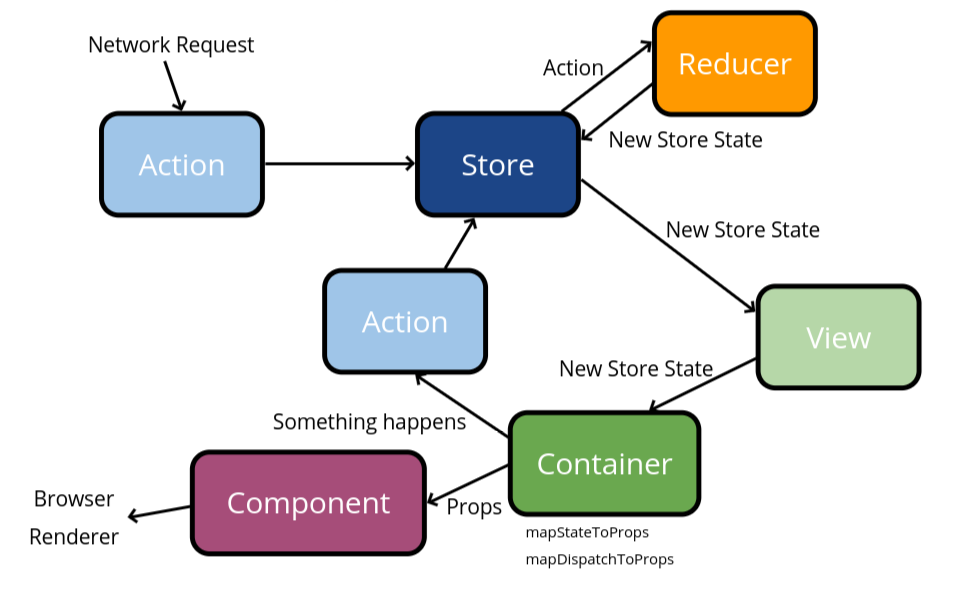 Network Request
Action
Reducer
Action
Store
New Store State
New Store State
Action
View
New Store State
Something happens
Container
Component
Props
Browser
Renderer
mapStateToProps
mapDispatchToProps